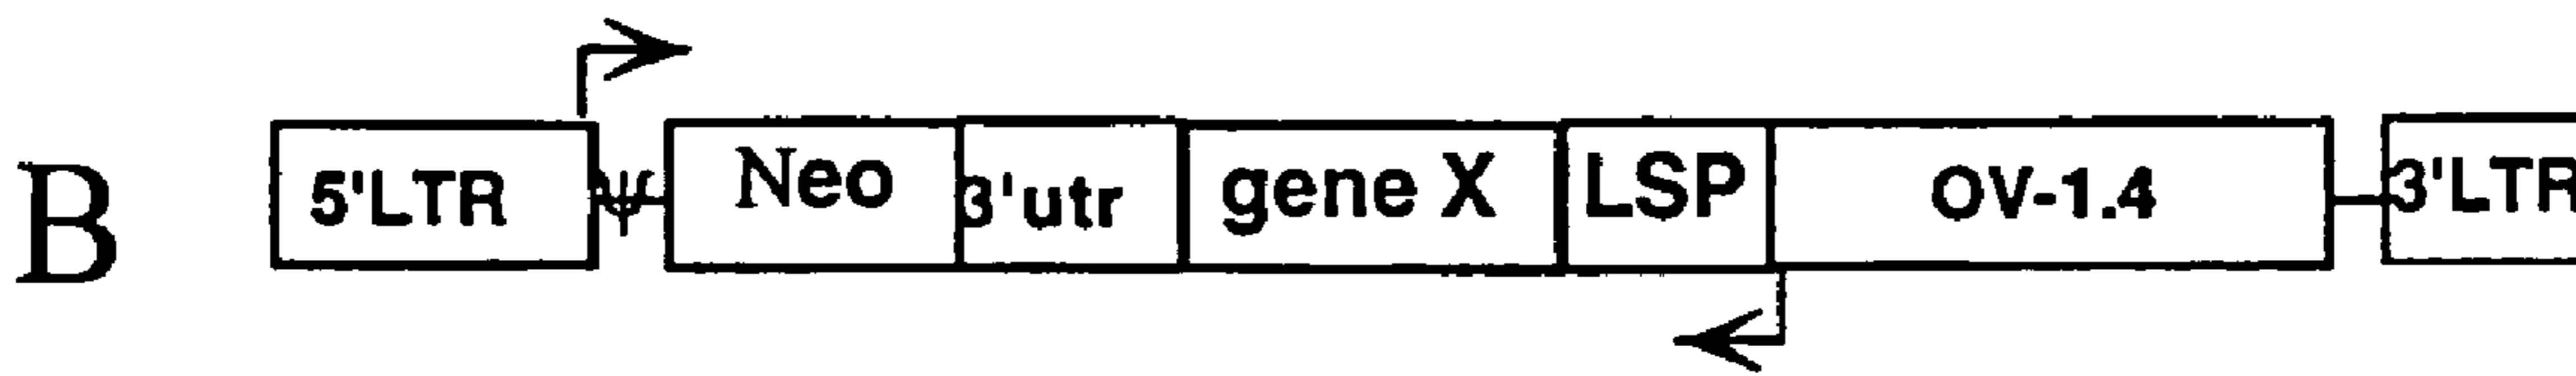 B 5'LTR ψ Neo 3'utr gene X LSP OV-1.4 3'LTR